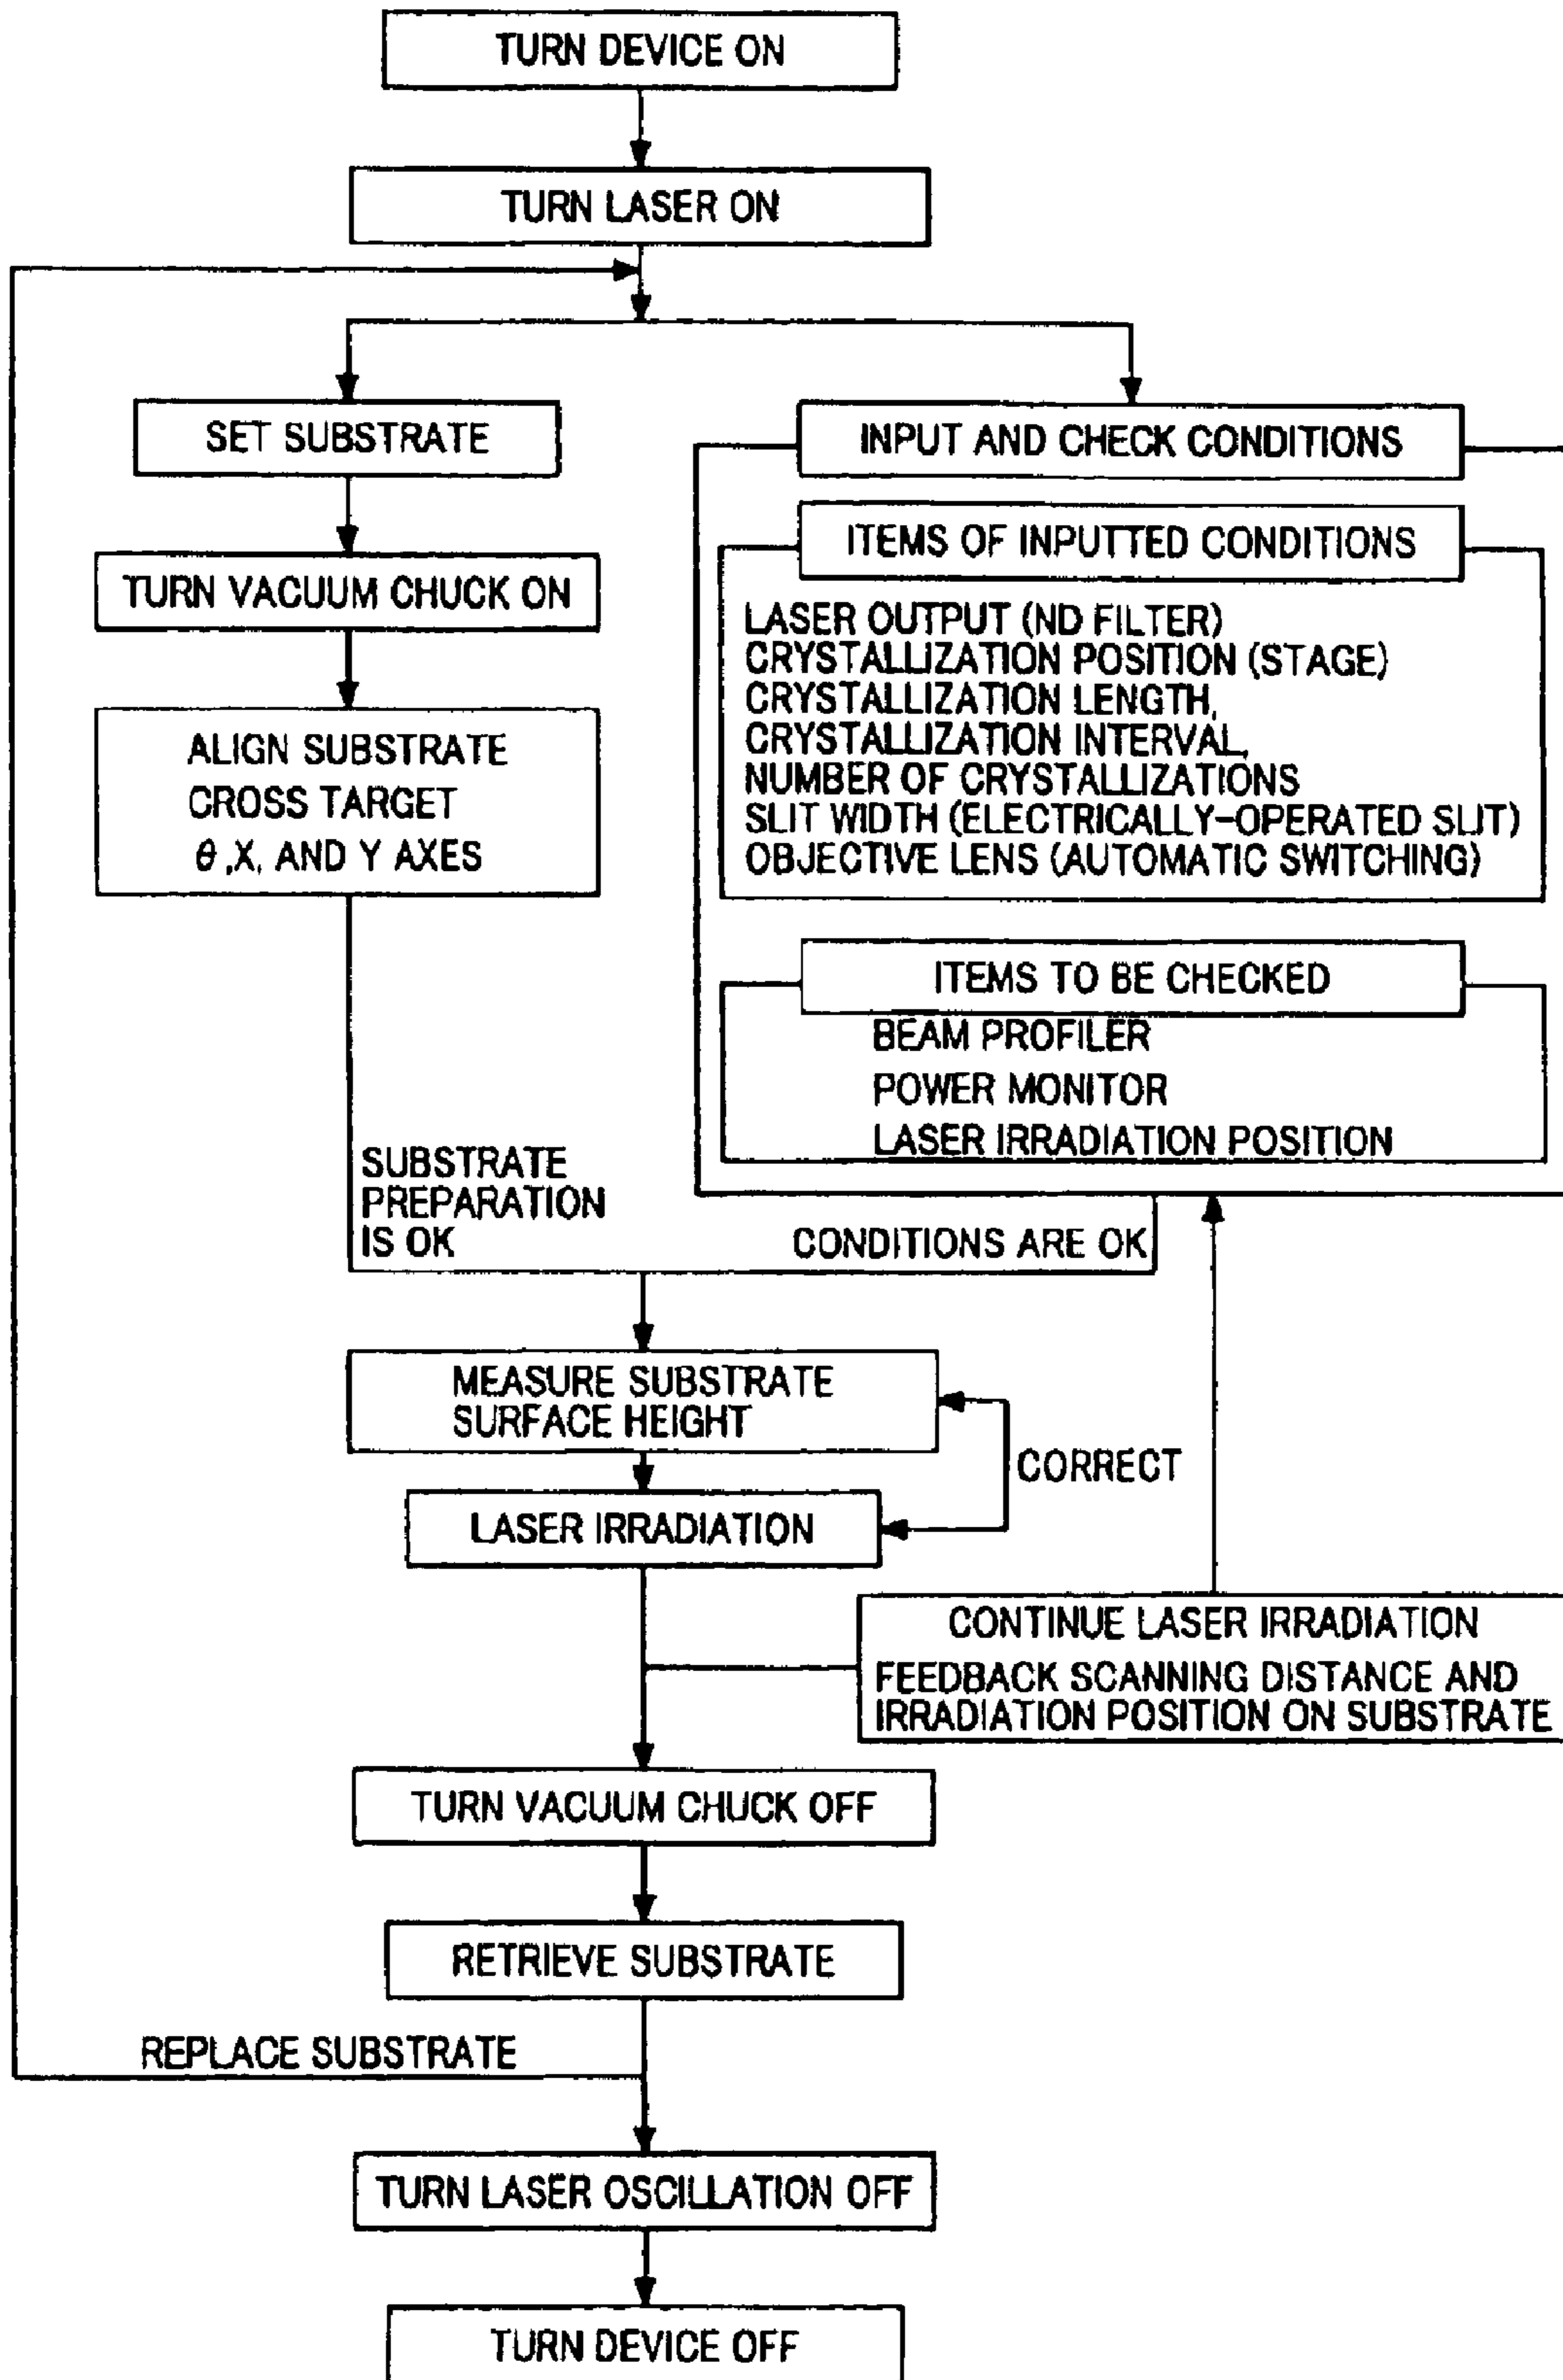 TURN DEVICE ON
TURN LASER ON
SET SUBSTRATE
TURN VACUUM CHUCK ON
ALIGN SUBSTRATE
CROSS TARGET
θ,X, AND Y AXES
SUBSTRATE
PREPARATION
IS OK
INPUT AND CHECK CONDITIONS
ITEMS OF INPUTTED CONDITIONS
LASER OUTPUT (ND FILTER)
CRYSTALLIZATION POSITION (STAGE)
CRYSTALLIZATION LENGTH,
CRYSTALLIZATION INTERVAL,
NUMBER OF CRYSTALLIZATIONS
SLIT WIDTH (ELECTRICALLY-OPERATED SLIT)
OBJECTIVE LENS (AUTOMATIC SWITCHING)
ITEMS TO BE CHECKED
BEAM PROFILER
POWER MONITOR
LASER IRRADIATION POSITION
CONDITIONS ARE OK
MEASURE SUBSTRATE
SURFACE HEIGHT
CORRECT
LASER IRRADIATION
CONTINUE LASER IRRADIATION
FEEDBACK SCANNING DISTANCE AND
IRRADIATION POSITION ON SUBSTRATE
TURN VACUUM CHUCK OFF
RETRIEVE SUBSTRATE
REPLACE SUBSTRATE
TURN LASER OSCILLATION OFF
TURN DEVICE OFF